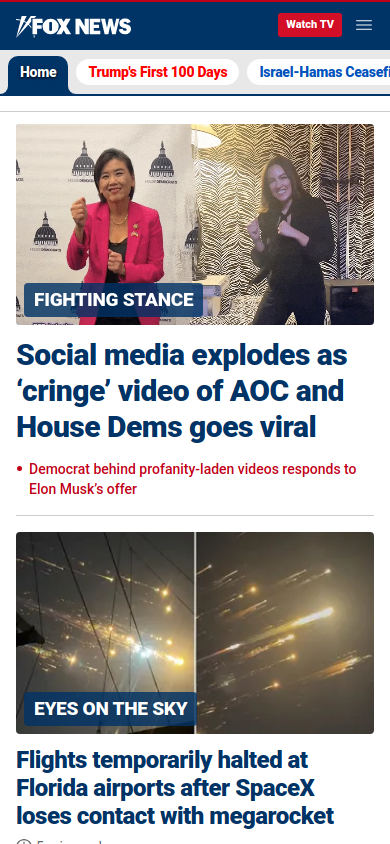 FOX NEWS
Watch TV
Home
Trump's First 100 Days
Israel-Hamas Ceasefi
FIGHTING STANCE
Social media explodes as
‘cringe’ video of AOC and
House Dems goes viral
• Democrat behind profanity-laden videos responds to
Elon Musk’s offer
EYES ON THE SKY
Flights temporarily halted at
Florida airports after SpaceX
loses contact with megarocket